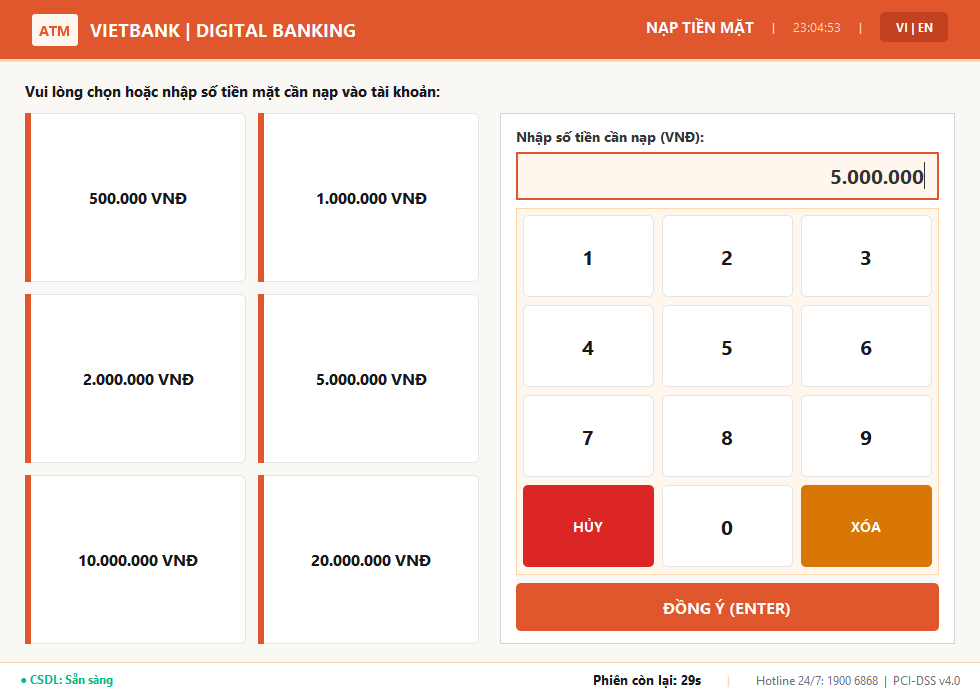 ATM VIETBANK | DIGITAL BANKING NẠP TIỀN MẶT | 23:04:53 | VI | EN
Vui lòng chọn hoặc nhập số tiền mặt cần nạp vào tài khoản:
500.000 VNĐ
1.000.000 VNĐ
2.000.000 VNĐ
5.000.000 VNĐ
10.000.000 VNĐ
20.000.000 VNĐ
Nhập số tiền cần nạp (VNĐ):
5.000.000
1 2 3
4 5 6
7 8 9
HỦY 0 XÓA
ĐỒNG Ý (ENTER)
● CSDL: Sẵn sàng Phiên còn lại: 29s | Hotline 24/7: 1900 6868 | PCI-DSS v4.0